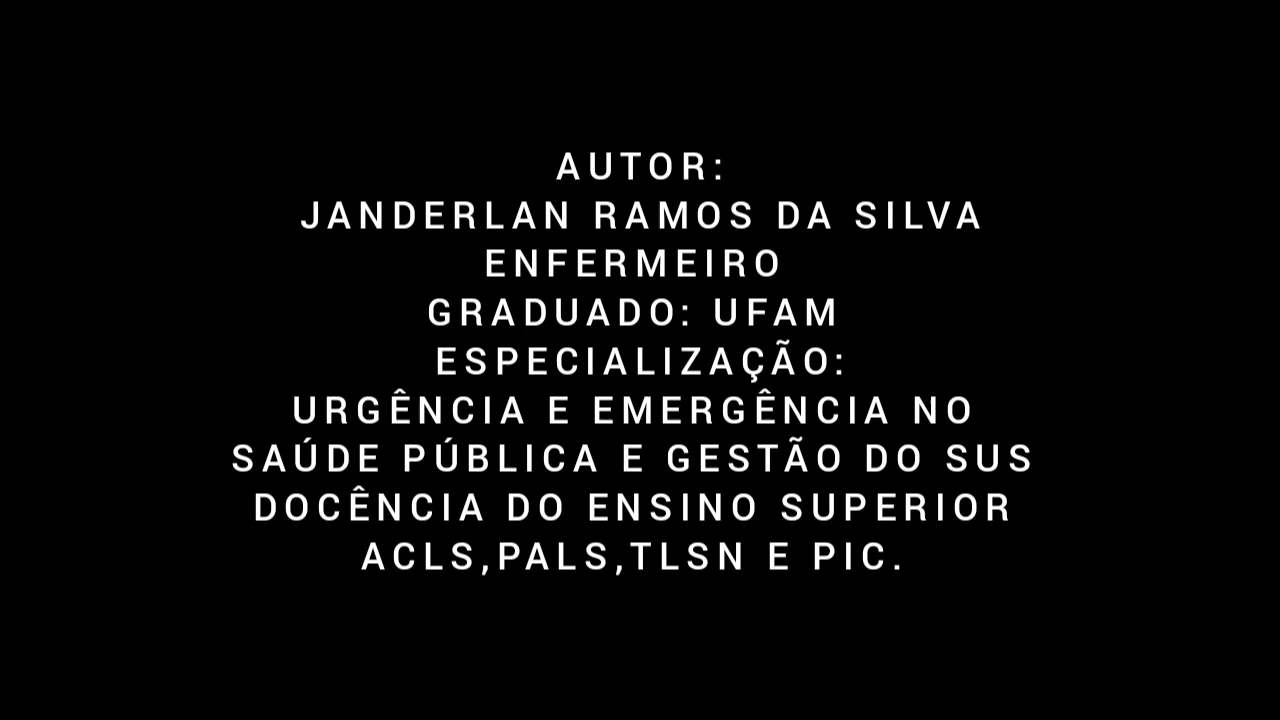 AUTOR:
JANDERLAN RAMOS DA SILVA
ENFERMEIRO
GRADUADO: UFAM
ESPECIALIZAÇÃO:
URGÊNCIA E EMERGÊNCIA NO
SAÚDE PÚBLICA E GESTÃO DO SUS
DOCÊNCIA DO ENSINO SUPERIOR
ACLS,PALS,TLSN E PIC.